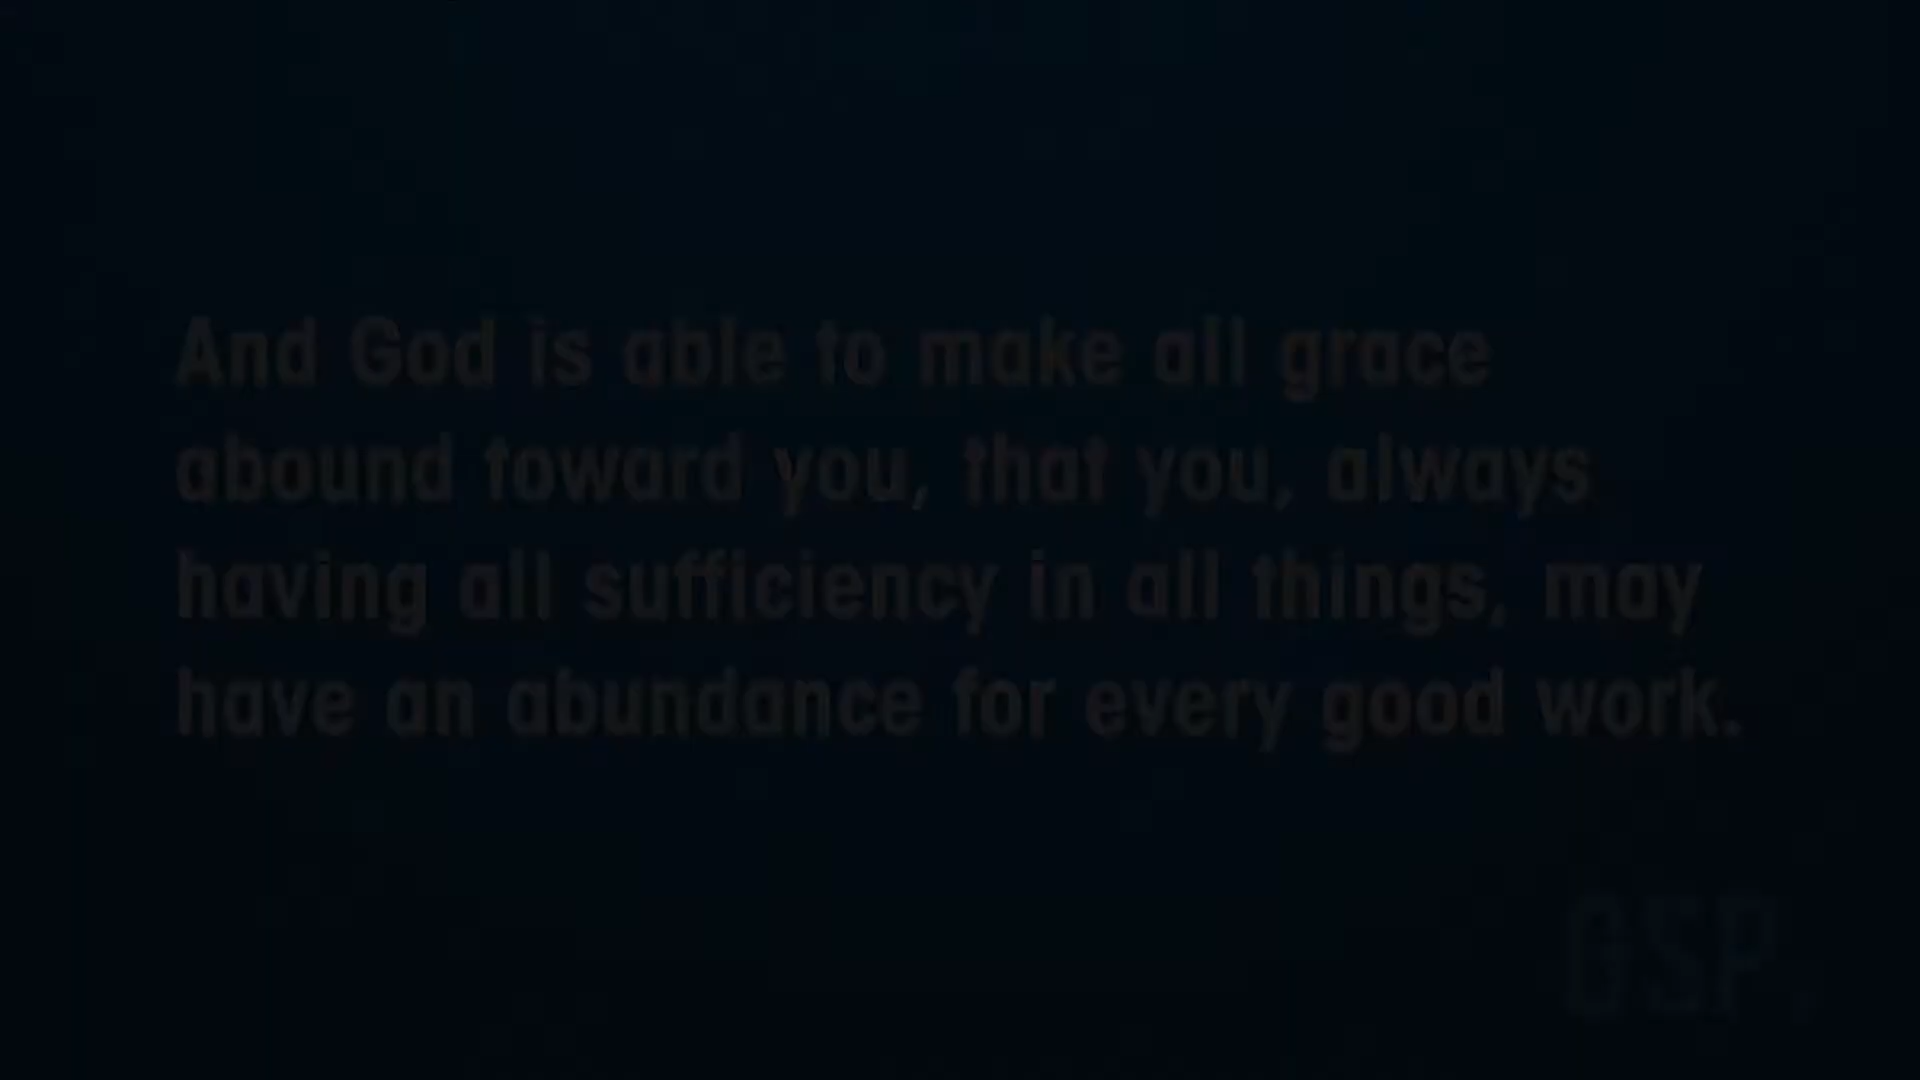 And God is able to make all grace
abound toward you, that you, always
having all sufficiency in all things, may
have an abundance for every good work.
GSP